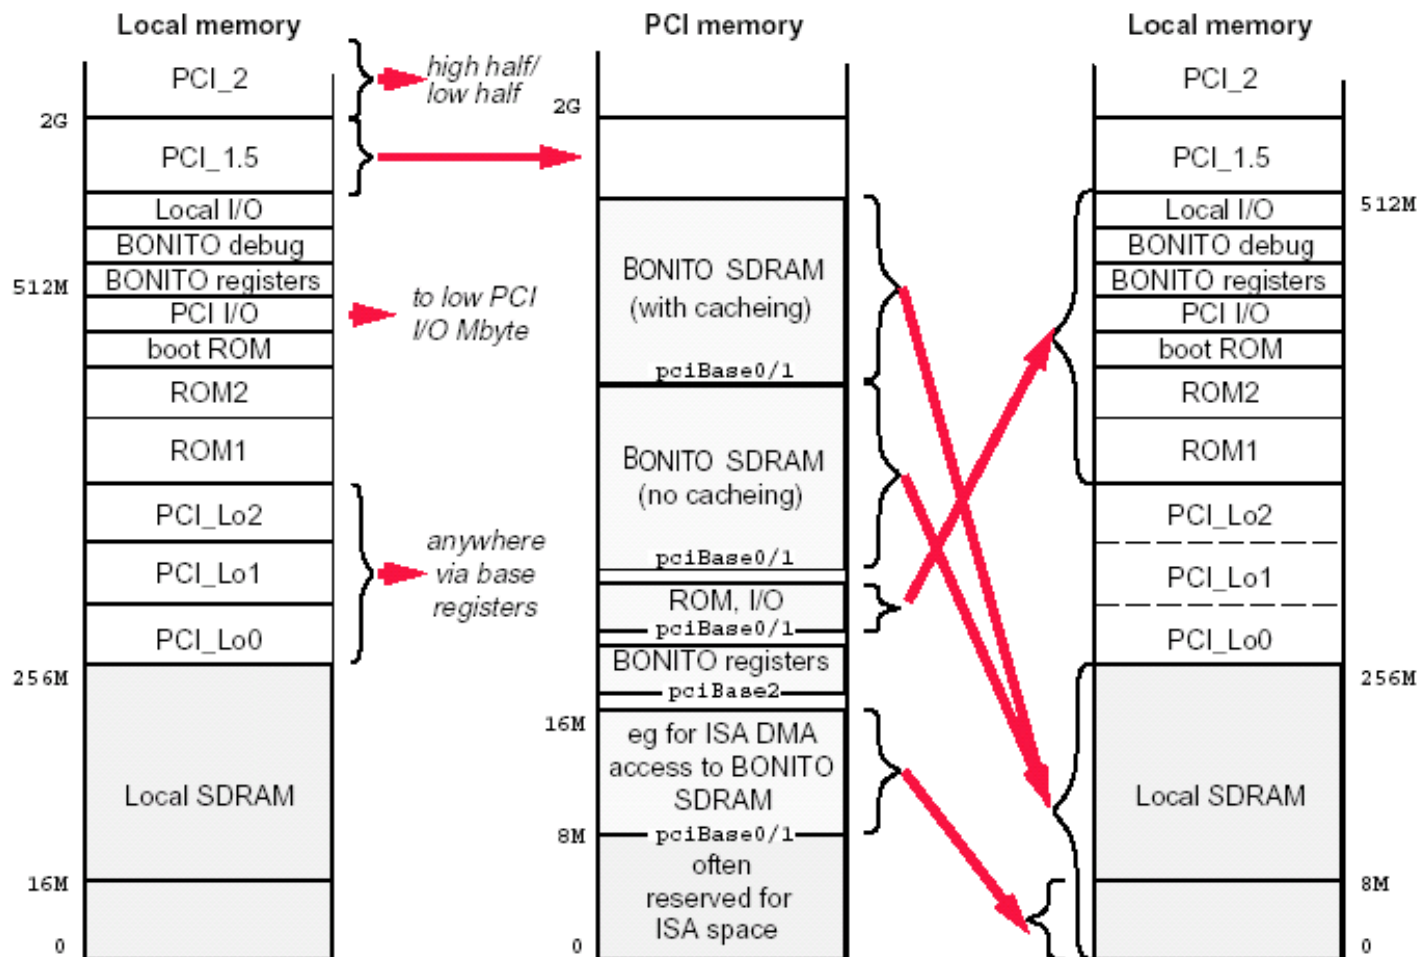 Local memory
PCI_2
2G
PCI_1.5
Local I/O
BONITO debug
BONITO registers
512M
PCI I/O
boot ROM
ROM2
ROM1
PCI_Lo2
PCI_Lo1
PCI_Lo0
256M
Local SDRAM
16M
0
high half/
low half
to low PCI
I/O Mbyte
anywhere
via base
registers
PCI memory
2G
BONITO SDRAM
(with cacheing)
pciBase0/1
BONITO SDRAM
(no cacheing)
pciBase0/1
ROM, I/O
pciBase0/1
BONITO registers
pciBase2
16M
eg for ISA DMA
access to BONITO
SDRAM
8M
pciBase0/1
often
reserved for
ISA space
0
Local memory
PCI_2
PCI_1.5
512M
Local I/O
BONITO debug
BONITO registers
PCI I/O
boot ROM
ROM2
ROM1
PCI_Lo2
PCI_Lo1
PCI_Lo0
256M
Local SDRAM
8M
0